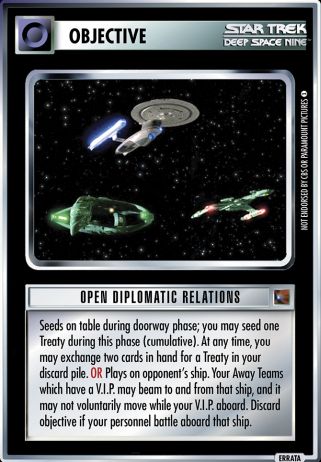 OBJECTIVE
STAR TREK
DEEP SPACE NINE
NOT ENDORSED BY CBS OR PARAMOUNT PICTURES
OPEN DIPLOMATIC RELATIONS
Seeds on table during doorway phase; you may seed one
Treaty during this phase (cumulative). At any time, you
may exchange two cards in hand for a Treaty in your
discard pile. OR Plays on opponent's ship. Your Away Teams
which have a V.I.P. may beam to and from that ship, and it
may not voluntarily move while your V.I.P. aboard. Discard
objective if your personnel battle aboard that ship.
ERRATA